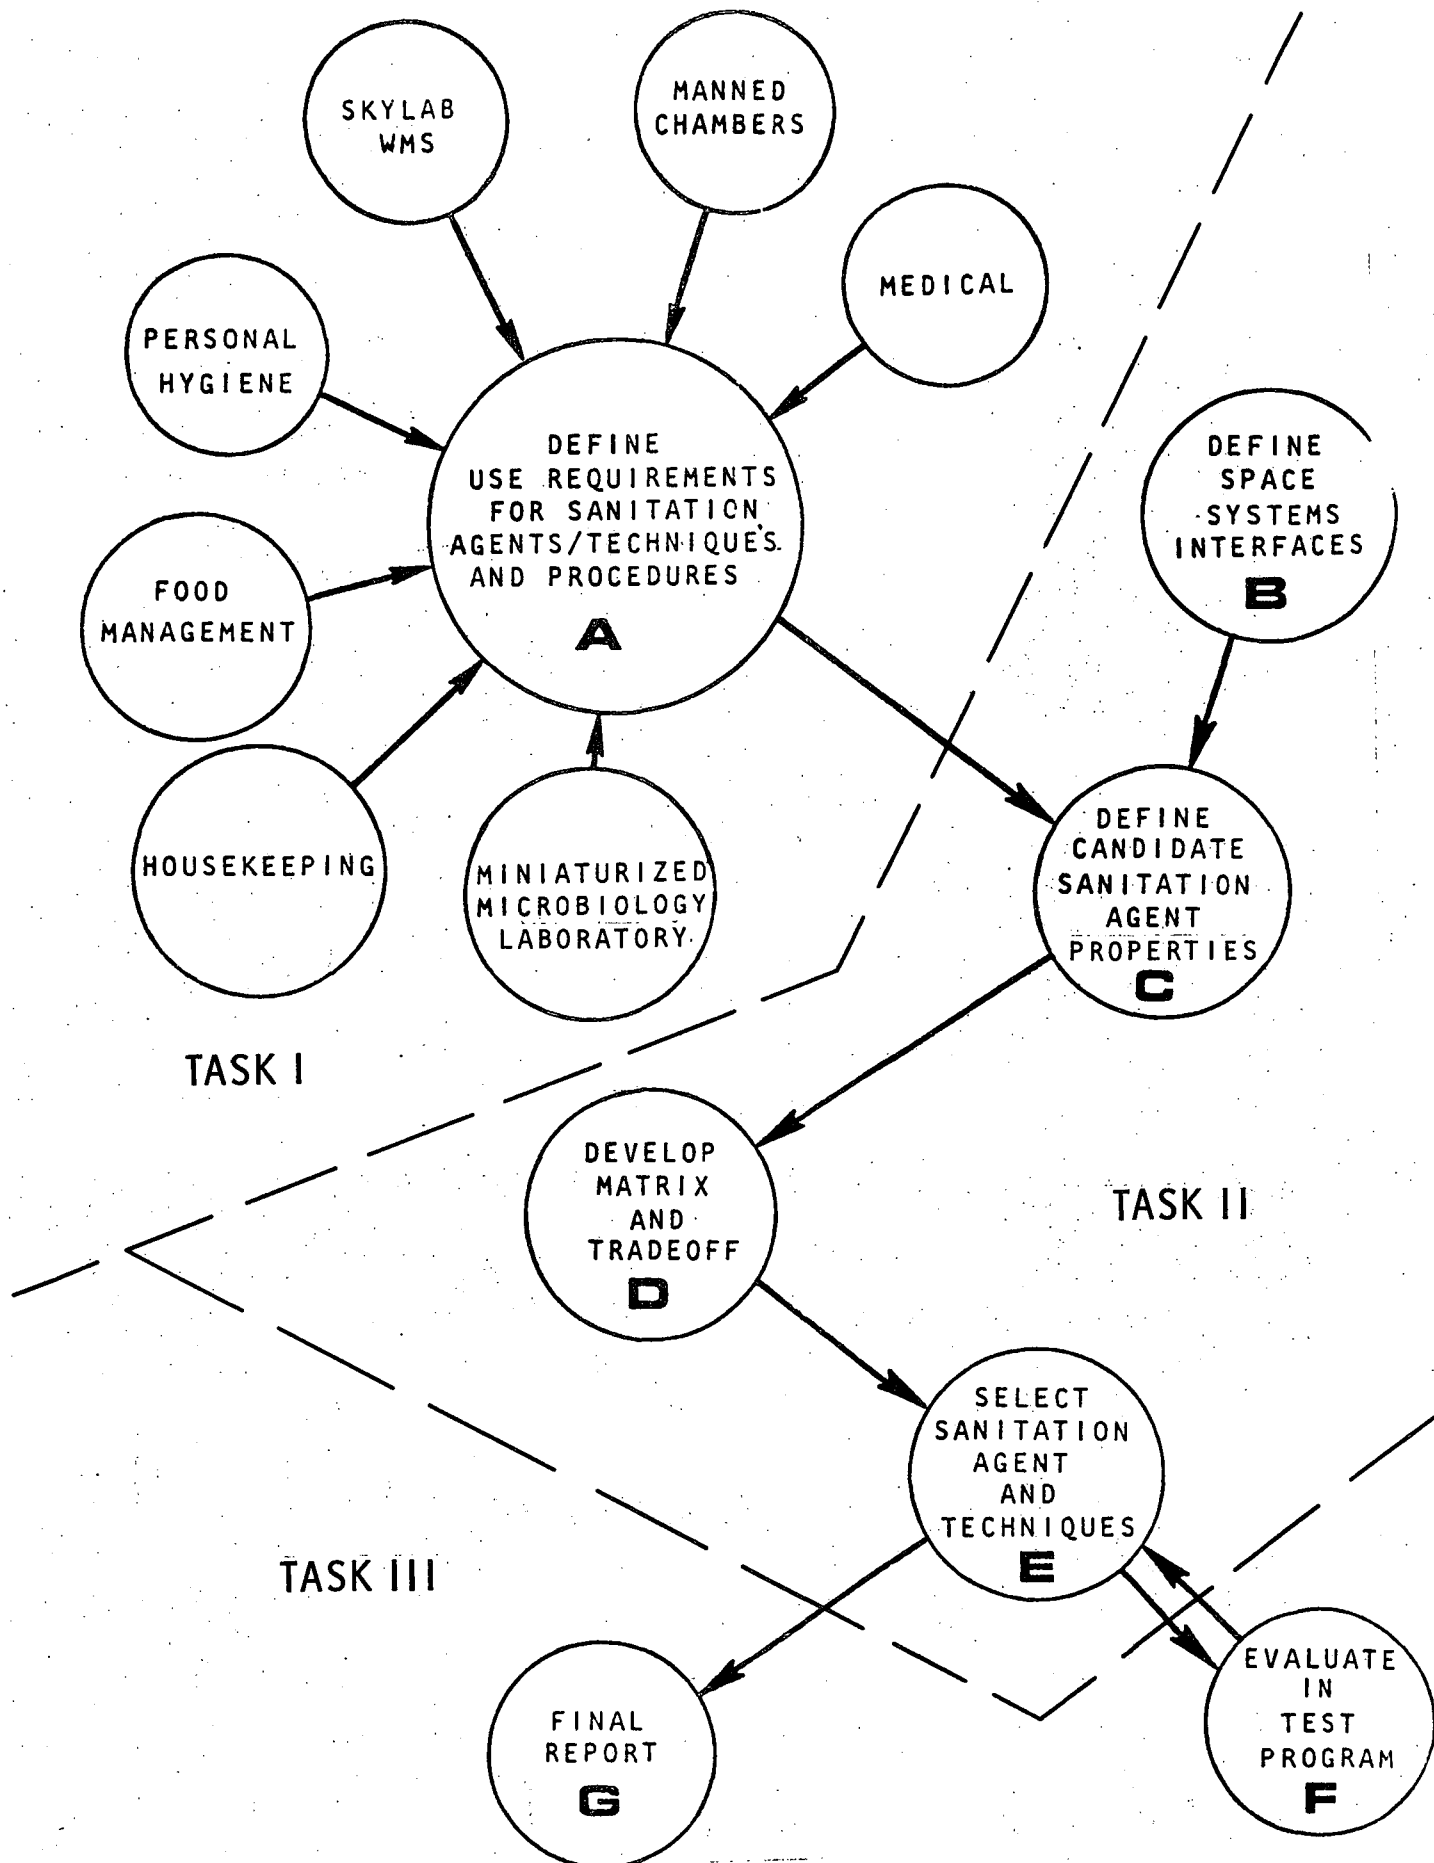 SKYLAB
WMS
MANNED
CHAMBERS
MEDICAL
PERSONAL
HYGIENE
DEFINE
USE REQUIREMENTS
FOR SANITATION
AGENTS/TECHNIQUE'S.
AND PROCEDURES
A
DEFINE
SPACE
SYSTEMS
INTERFACES
B
FOOD
MANAGEMENT
HOUSEKEEPING
MINIATURIZED
MICROBIOLOGY
LABORATORY
DEFINE
CANDIDATE
SANITATION
AGENT
PROPERTIES
C
TASK I
DEVELOP
MATRIX
AND
TRADEOFF
D
TASK II
SELECT
SANITATION
AGENT
AND
TECHNIQUES
E
TASK III
FINAL
REPORT
G
EVALUATE
IN
TEST
PROGRAM
F